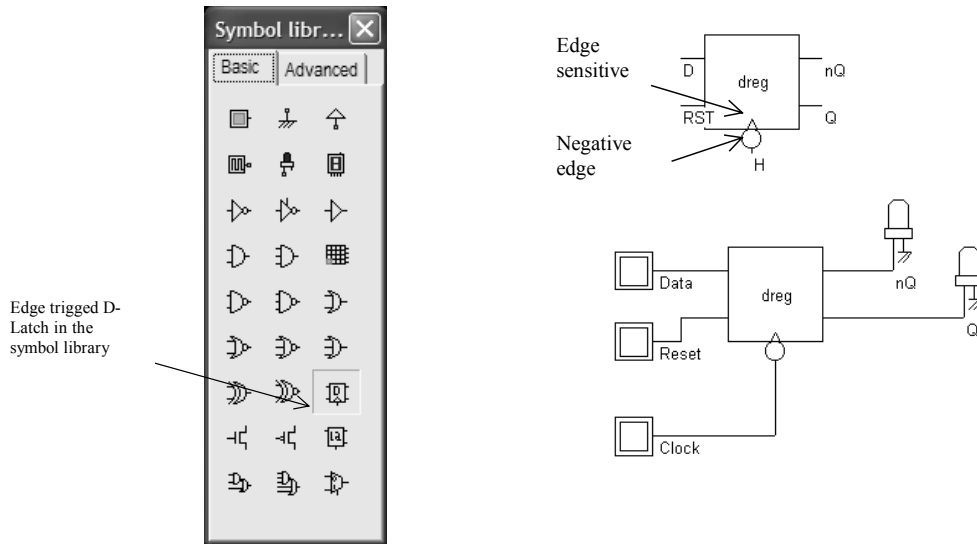 Symbol libr...
Basic
Advanced
D
La
Edge trigged D-
Latch in the
symbol library
Edge
sensitive
Negative
edge
D
RST
dreg
nQ
Q
H
Data
Reset
Clock
dreg
nQ
Q